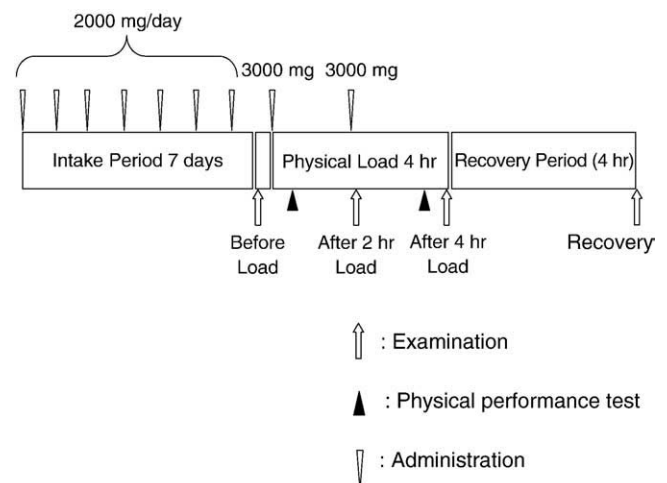 2000 mg/day
3000 mg 3000 mg
Intake Period 7 days
Physical Load 4 hr
Recovery Period (4 hr)
Before
Load
After 2 hr
Load
After 4 hr
Load
Recovery
: Examination
: Physical performance test
: Administration